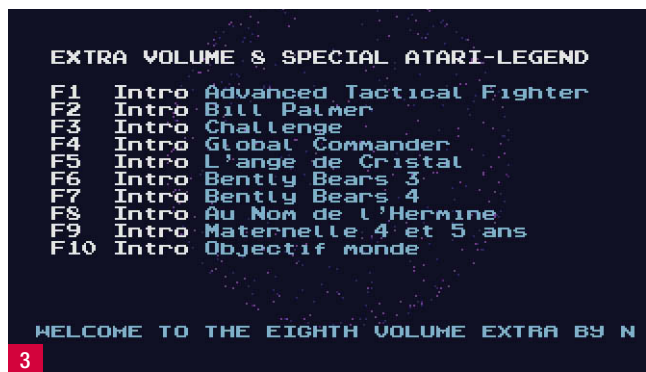 EXTRA VOLUME 8 SPECIAL ATARI-LEGEND
F1 Intro Advanced Tactical Fighter
F2 Intro Bill Palmer
F3 Intro Challenge
F4 Intro Global Commander
F5 Intro L'ange de Cristal
F6 Intro Bently Bears 3
F7 Intro Bently Bears 4
F8 Intro Au Nom de l'Hermine
F9 Intro Maternelle 4 et 5 ans
F10 Intro Objectif monde
WELCOME TO THE EIGHTH VOLUME EXTRA BY N
3